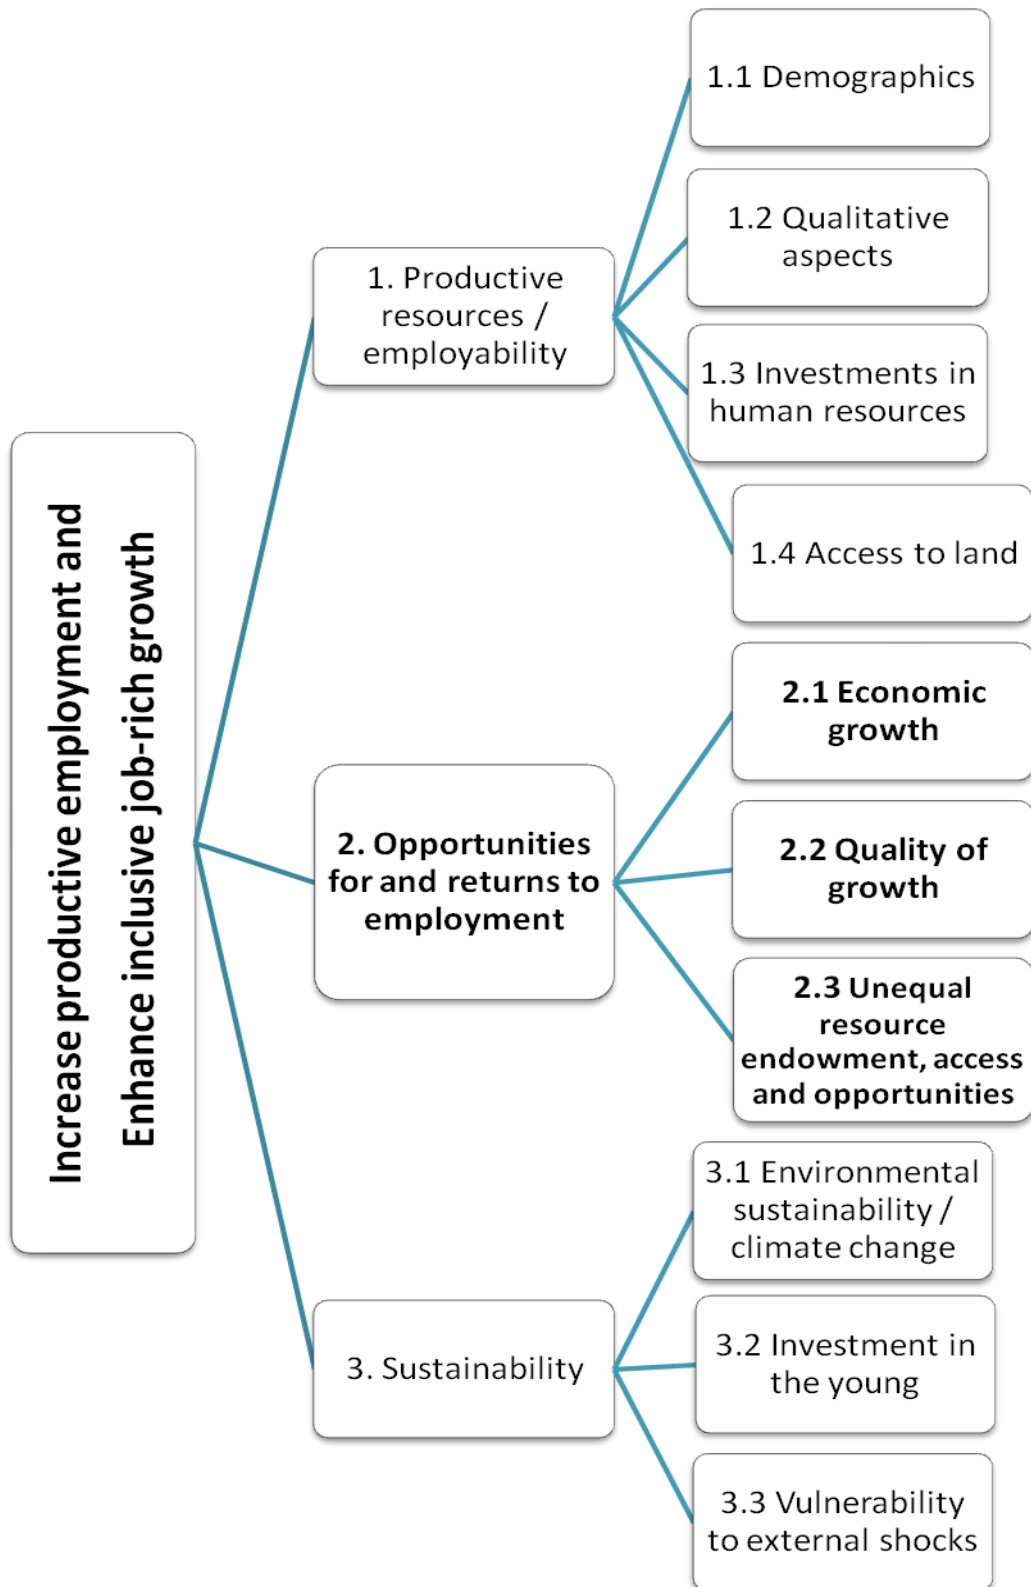 Increase productive employment and
Enhance inclusive job-rich growth
1. Productive
resources /
employability
1.1 Demographics
1.2 Qualitative
aspects
1.3 Investments in
human resources
1.4 Access to land
2. Opportunities
for and returns to
employment
2.1 Economic
growth
2.2 Quality of
growth
2.3 Unequal
resource
endowment, access
and opportunities
3. Sustainability
3.1 Environmental
sustainability /
climate change
3.2 Investment in
the young
3.3 Vulnerability
to external shocks